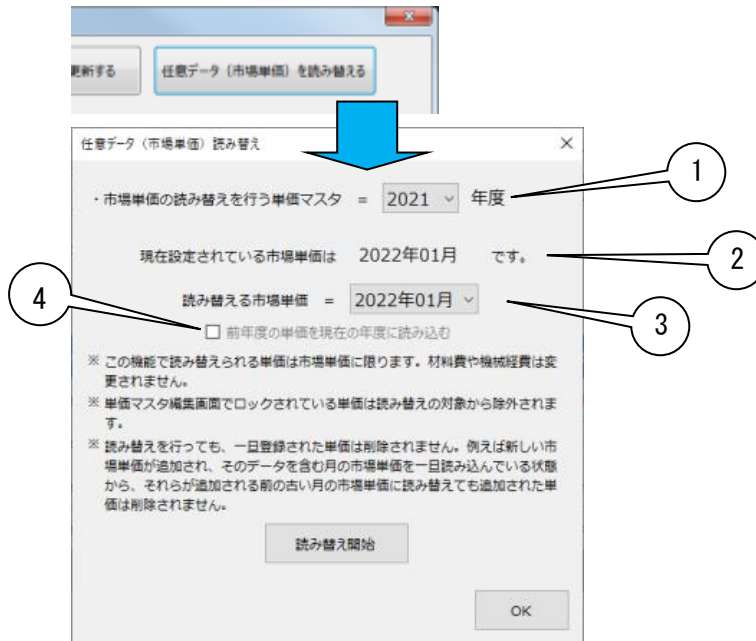 更新する
任意データ（市場単価）を読み替える
任意データ（市場単価）読み替え
・市場単価の読み替えを行う単価マスタ = 2021 年度
1
現在設定されている市場単価は 2022年01月 です。
2
読み替える市場単価 = 2022年01月
3
4
前年度の単価を現在の年度に読み込む
※ この機能で読み替えられる単価は市場単価に限ります。材料費や機械経費は変
更されません。
※ 単価マスタ編集画面でロックされている単価は読み替えの対象から除外されま
す。
※ 読み替えを行っても、一旦登録された単価は削除されません。例えば新しい市
場単価が追加され、そのデータを含む月の市場単価を一旦読み込んでいる状態
から、それらが追加される前の古い月の市場単価に読み替えても追加された単
価は削除されません。
読み替え開始
OK